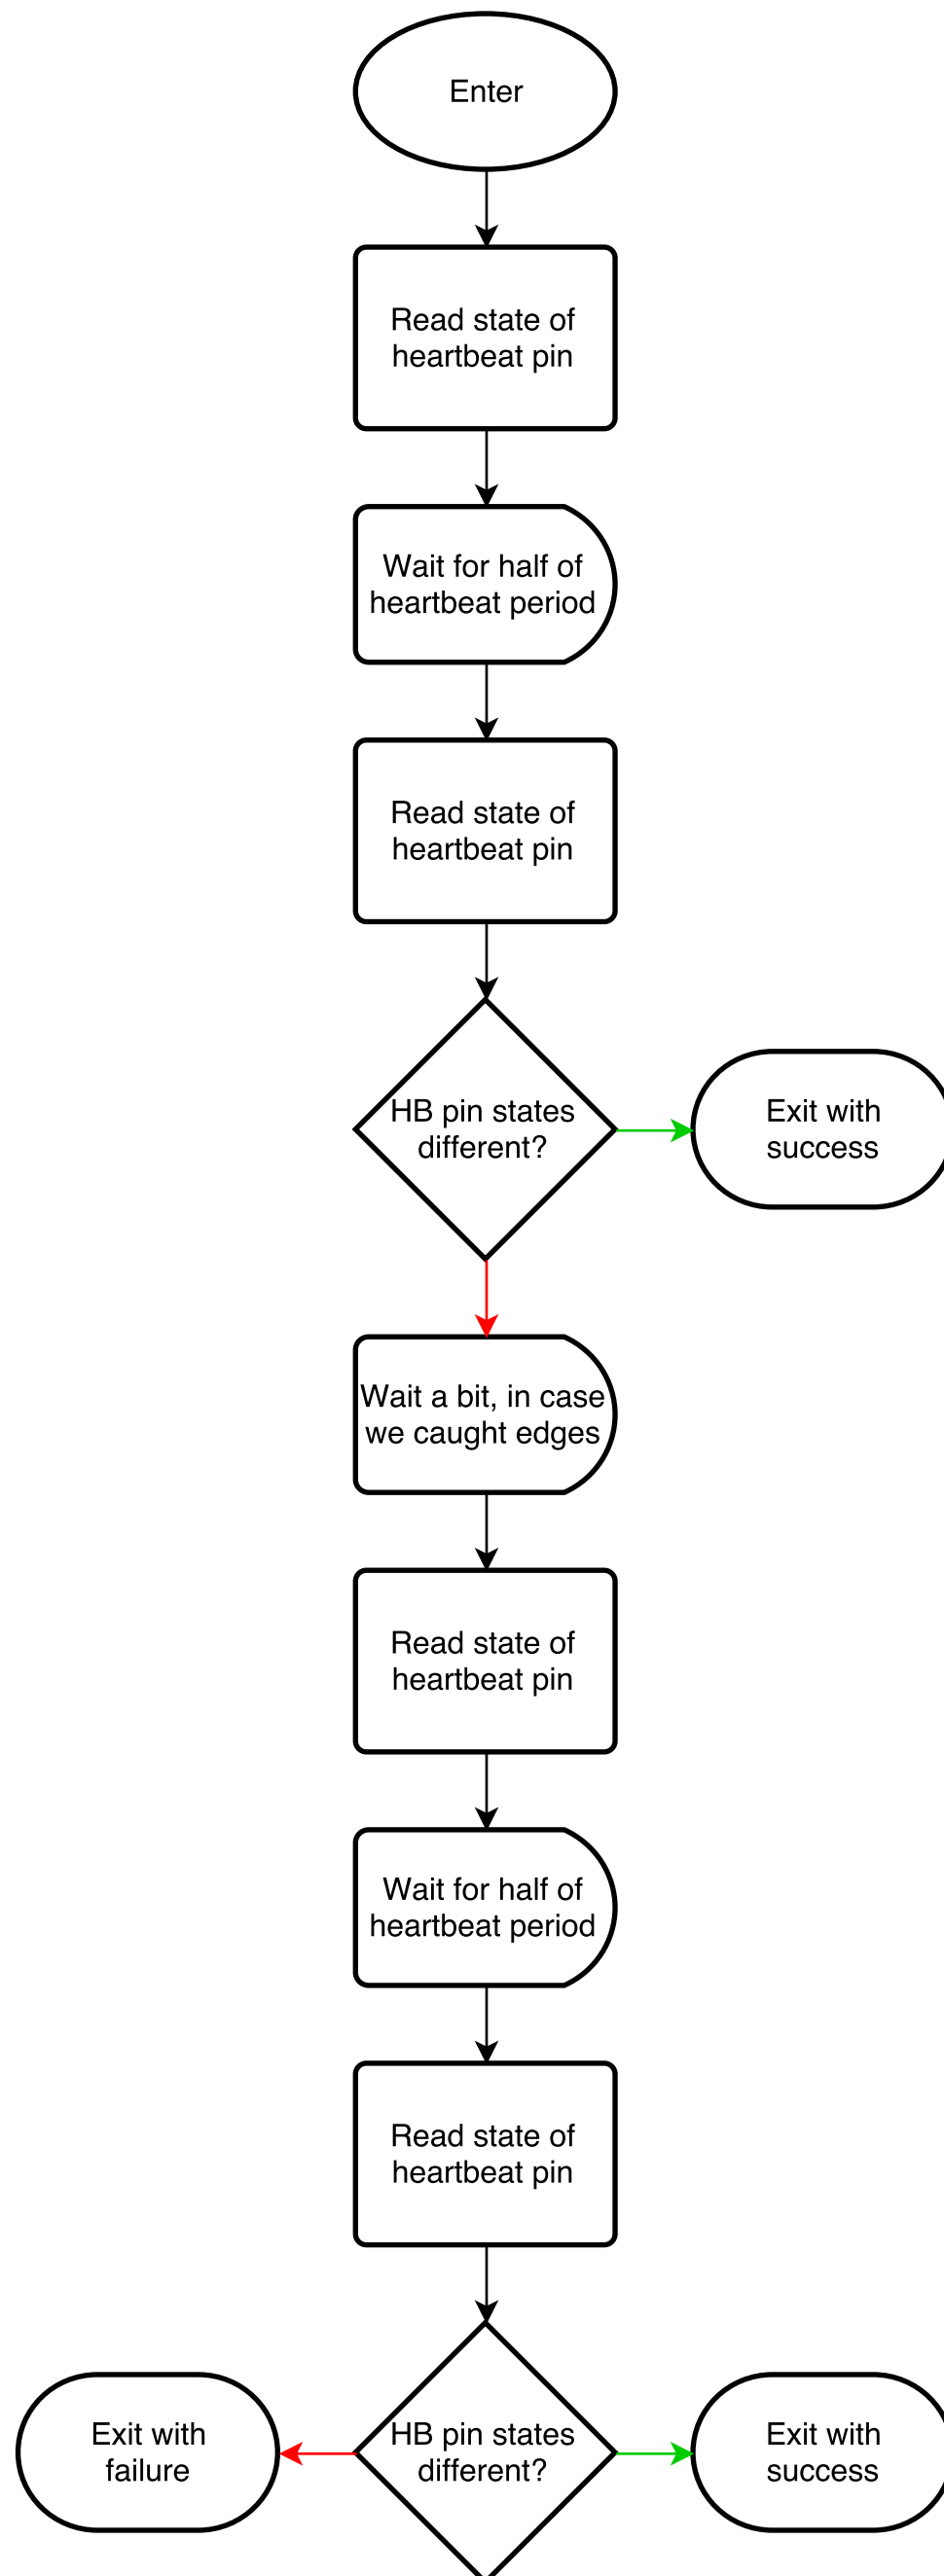 Enter
Read state of
heartbeat pin
Wait for half of
heartbeat period
Read state of
heartbeat pin
HB pin states
different?
Exit with
success
Wait a bit, in case
we caught edges
Read state of
heartbeat pin
Wait for half of
heartbeat period
Read state of
heartbeat pin
Exit with
failure
HB pin states
different?
Exit with
success